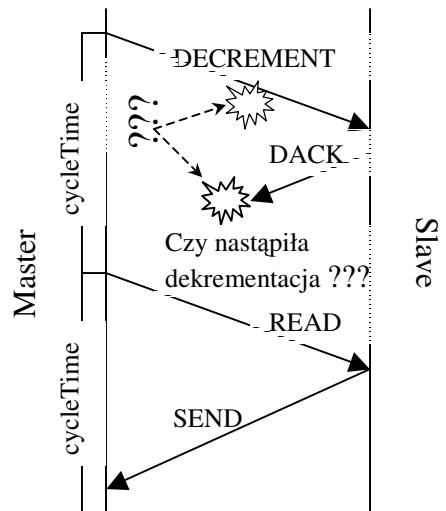 DECREMENT
cycleTime
???
DACK
Czy nastąpiła
dekrementacja ???
Master
Slave
READ
cycleTime
SEND